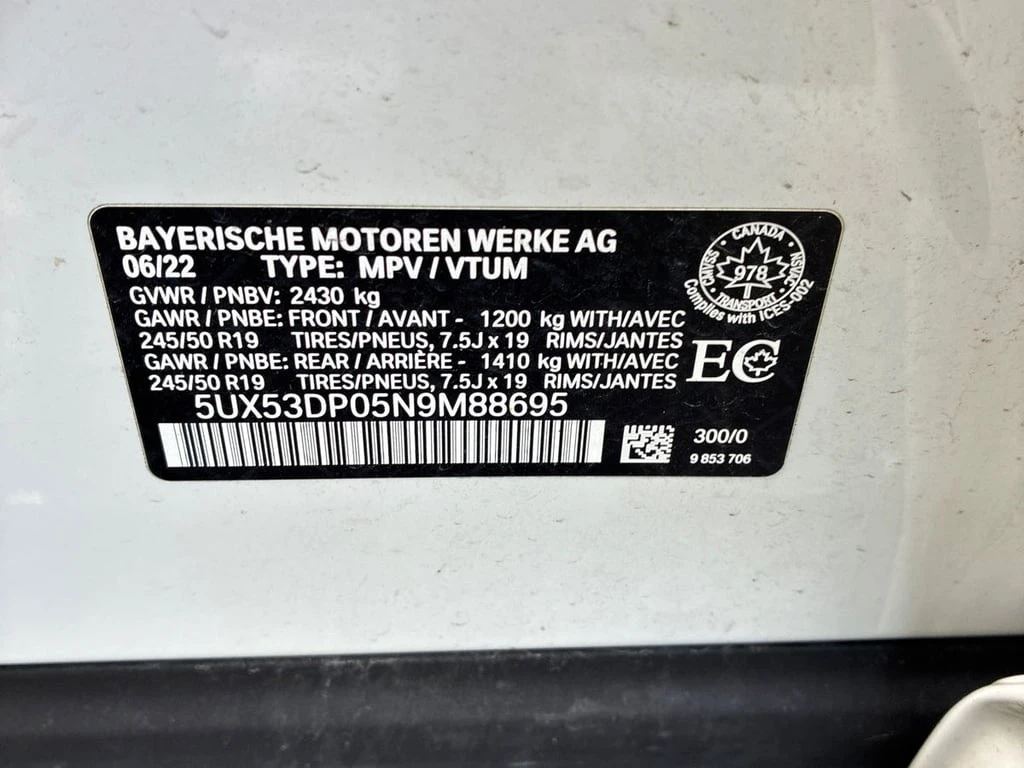 BAYERISCHE MOTOREN WERKE AG
06/22 TYPE: MPV / VTUM
GVWR / PNBV: 2430 kg
GAWR / PNBE: FRONT / AVANT - 1200 kg WITH/AVEC
245/50 R19 TIRES/PNEUS, 7.5J x 19 RIMS/JANTES
GAWR / PNBE: REAR / ARRIÈRE - 1410 kg WITH/AVEC
245/50 R19 TIRES/PNEUS, 7.5J x 19 RIMS/JANTES
5UX53DP05N9M88695
CANADA
978
TRANSPORT
CMVSS
NSVAC
Complies with ICES-002
EC
300/0
9 853 706